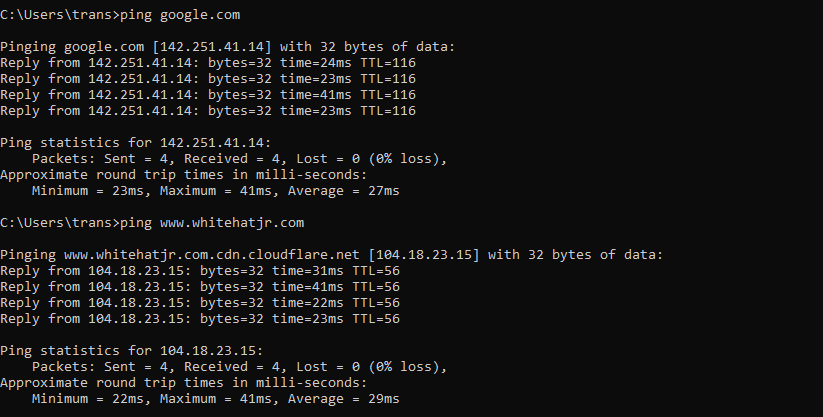 C:\Users\trans>ping google.com
Pinging google.com [142.251.41.14] with 32 bytes of data:
Reply from 142.251.41.14: bytes=32 time=24ms TTL=116
Reply from 142.251.41.14: bytes=32 time=23ms TTL=116
Reply from 142.251.41.14: bytes=32 time=41ms TTL=116
Reply from 142.251.41.14: bytes=32 time=23ms TTL=116
Ping statistics for 142.251.41.14:
    Packets: Sent = 4, Received = 4, Lost = 0 (0% loss),
Approximate round trip times in milli-seconds:
    Minimum = 23ms, Maximum = 41ms, Average = 27ms
C:\Users\trans>ping www.whitehatjr.com
Pinging www.whitehatjr.com.cdn.cloudflare.net [104.18.23.15] with 32 bytes of data:
Reply from 104.18.23.15: bytes=32 time=31ms TTL=56
Reply from 104.18.23.15: bytes=32 time=41ms TTL=56
Reply from 104.18.23.15: bytes=32 time=22ms TTL=56
Reply from 104.18.23.15: bytes=32 time=23ms TTL=56
Ping statistics for 104.18.23.15:
    Packets: Sent = 4, Received = 4, Lost = 0 (0% loss),
Approximate round trip times in milli-seconds:
    Minimum = 22ms, Maximum = 41ms, Average = 29ms